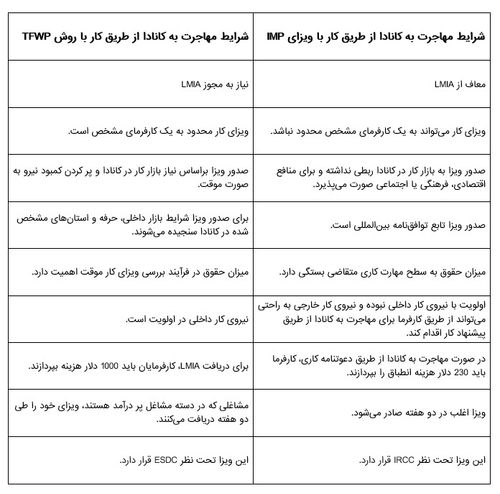 شرایط مهاجرت به کانادا از طریق کار با ویزای IMP
شرایط مهاجرت به کانادا از طریق کار با روش TFWP
معاف از LMIA
نیاز به مجوز LMIA
ویزای کار می‌تواند به یک کارفرمای مشخص محدود نباشد.
ویزای کار محدود به یک کارفرمای مشخص است.
صدور ویزا به بازار کار در کانادا ربطی نداشته و برای منافع
اقتصادی، فرهنگی یا اجتماعی صورت می‌پذیرد.
صدور ویزا براساس نیاز بازار کار در کانادا و پر کردن کمبود نیرو به
صورت موقت.
صدور ویزا تابع توافق‌نامه بین‌المللی است.
برای صدور ویزا شرایط بازار داخلی، حرفه و استان‌های مشخص
شده در کانادا سنجیده می‌شوند.
میزان حقوق به سطح مهارت کاری متقاضی بستگی دارد.
میزان حقوق در فرآیند بررسی ویزای کار موقت اهمیت دارد.
اولویت با نیروی کار داخلی نبوده و نیروی کار خارجی به راحتی
می‌تواند از طریق کارفرما برای مهاجرت به کانادا از طریق
پیشنهاد کار اقدام کند.
نیروی کار داخلی در اولویت است.
در صورت مهاجرت به کانادا از طریق دعوتنامه کاری، کارفرما
باید 230 دلار هزینه انطباق را بپردازند.
برای دریافت LMIA، کارفرمایان باید 1000 دلار هزینه بپردازند.
ویزا اغلب در دو هفته صادر می‌شود.
مشاغلی که در دسته مشاغل پر درآمد هستند، ویزای خود را طی
دو هفته دریافت می‌کنند.
این ویزا تحت نظر IRCC قرار دارد.
این ویزا تحت نظر ESDC قرار دارد.